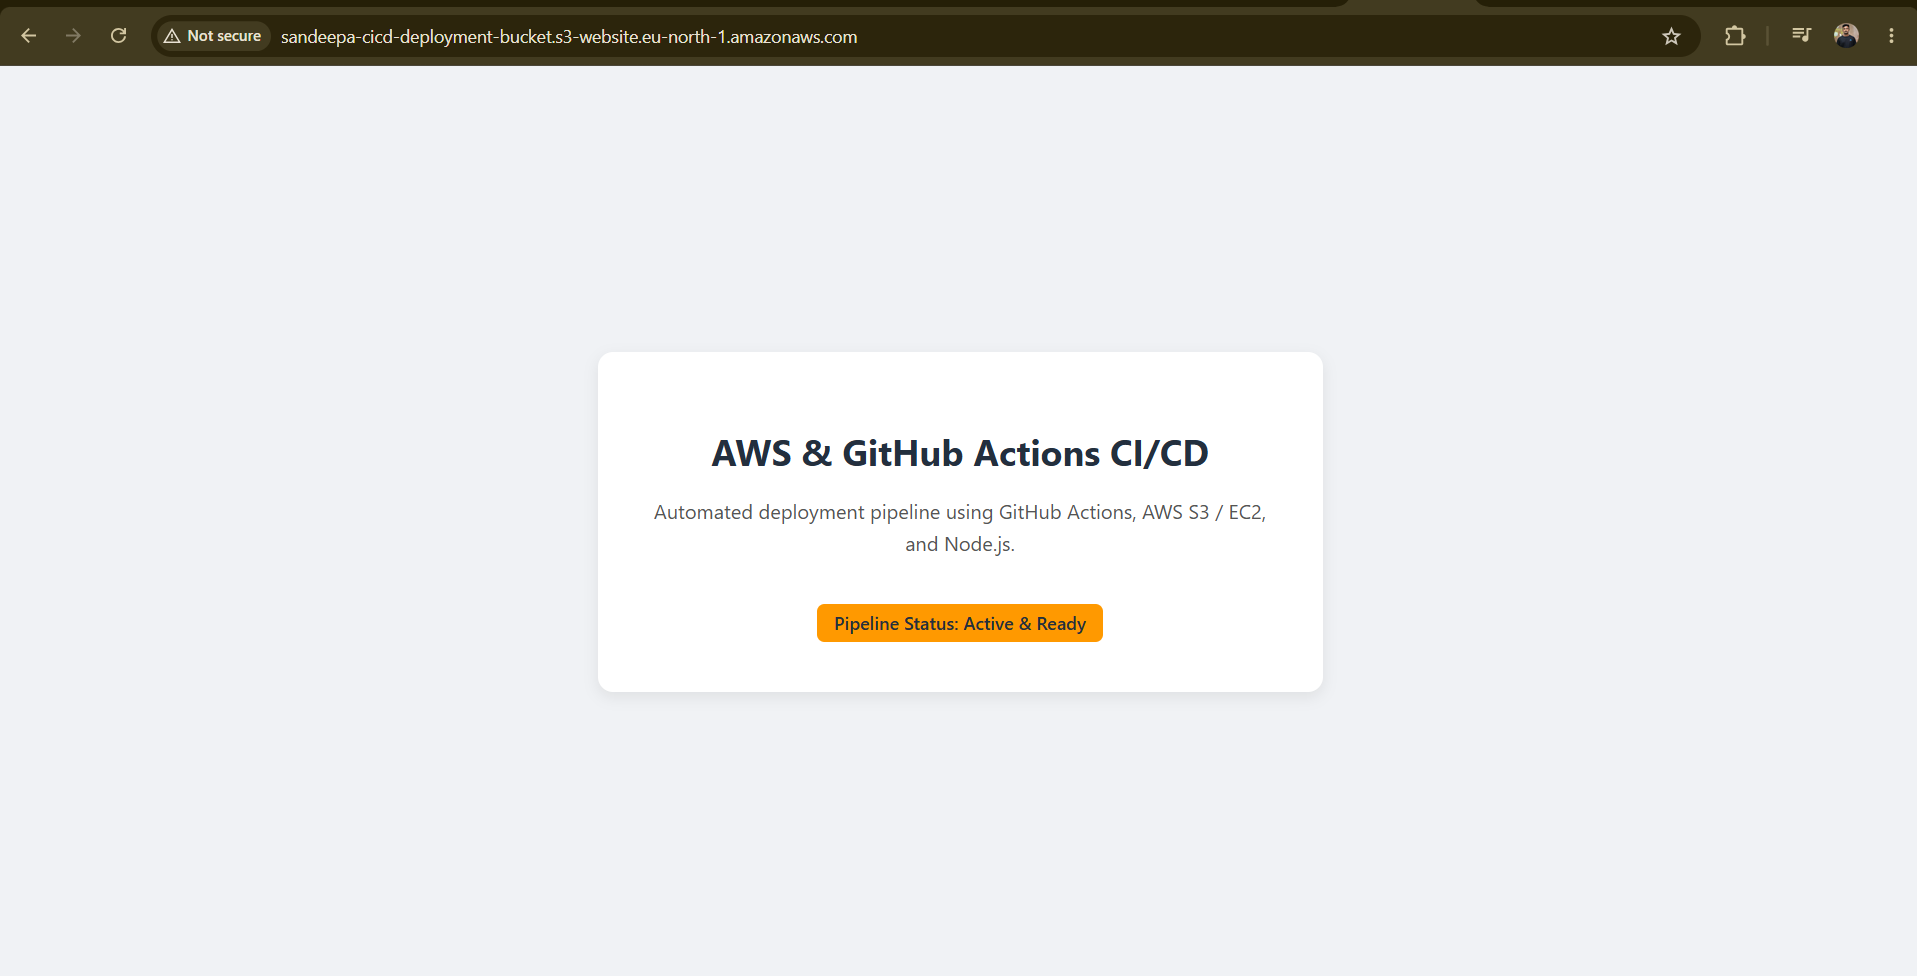 Not secure sandeepa-cicd-deployment-bucket.s3-website.eu-north-1.amazonaws.com
AWS & GitHub Actions CI/CD
Automated deployment pipeline using GitHub Actions, AWS S3 / EC2,
and Node.js.
Pipeline Status: Active & Ready